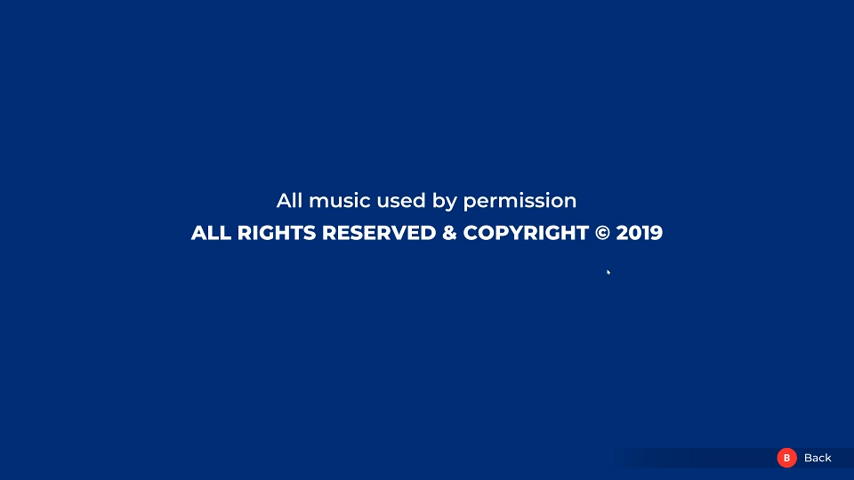 All music used by permission
ALL RIGHTS RESERVED & COPYRIGHT © 2019
B Back